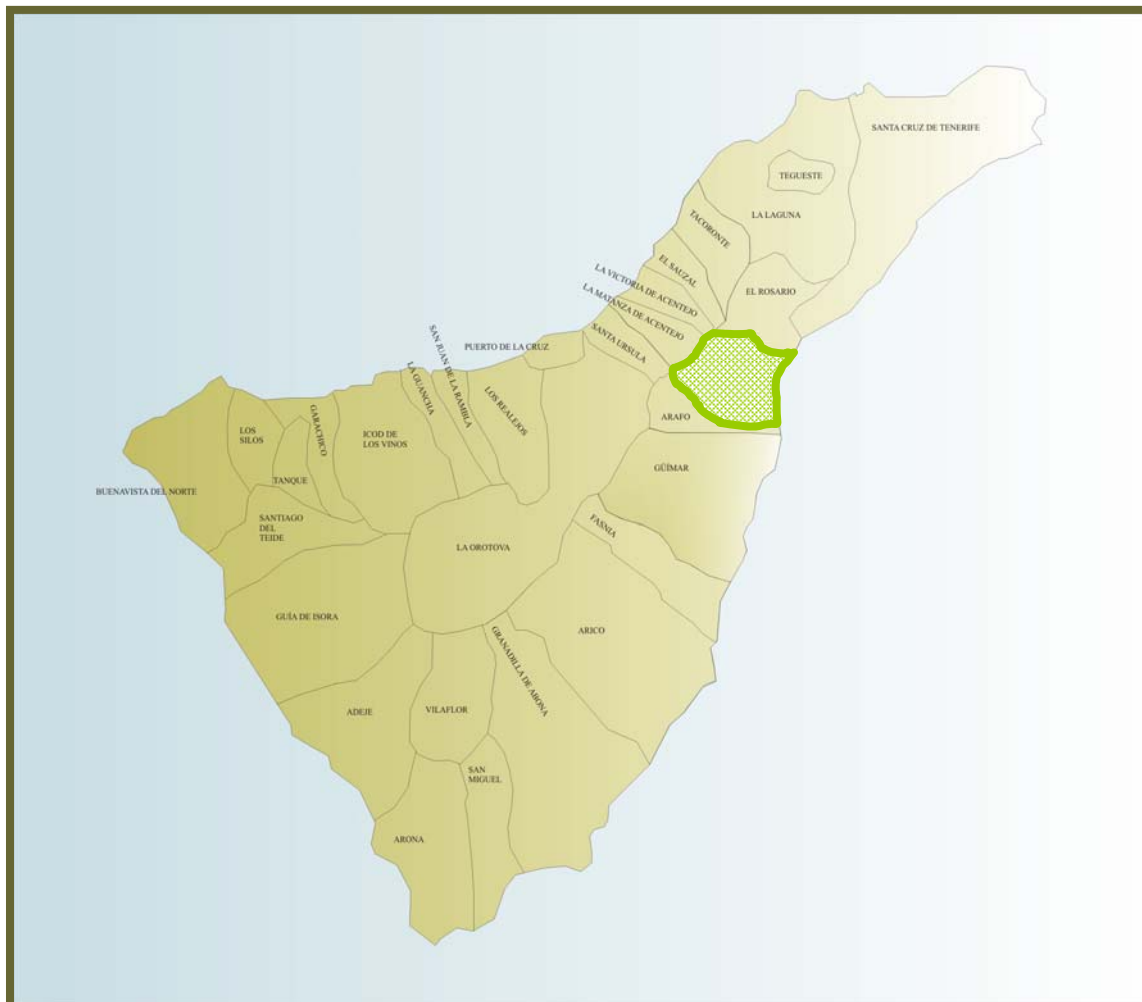 SANTA CRUZ DE TENERIFE
TEGUESTE
LA LAGUNA
TACORONTE
EL SAUZAL
LA VICTORIA DE ACENTEJO
LA MATANZA DE ACENTEJO
EL ROSARIO
SANTA URSULA
PUERTO DE LA CRUZ
SAN JUAN DE LA RAMBLA
LA GUANCHA
LOS REALEJOS
ARAFO
GARACHICO
ICOD DE
LOS VINOS
LOS
SILOS
TANQUE
BUENAVISTA DEL NORTE
GÜÍMAR
SANTIAGO
DEL
TEIDE
FASNIA
LA OROTOVA
GUÍA DE ISORA
ARICO
GRANADILLA DE ABONA
ADEJE
VILAFLOR
SAN
MIGUEL
ARONA